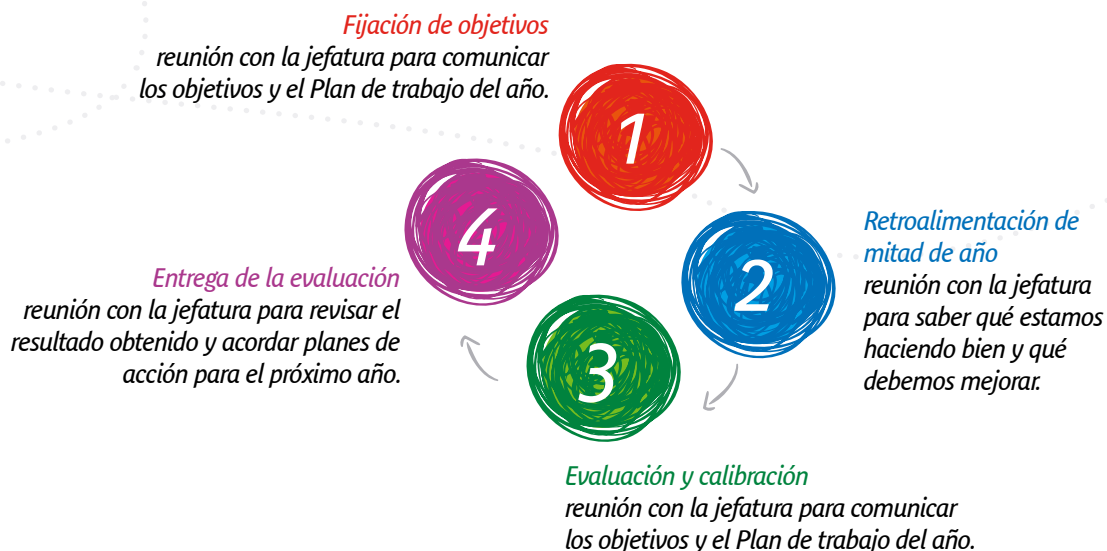 Fijación de objetivos
reunión con la jefatura para comunicar
los objetivos y el Plan de trabajo del año.
1
2
Retroalimentación de
mitad de año
reunión con la jefatura
para saber qué estamos
haciendo bien y qué
debemos mejorar.
3
Evaluación y calibración
reunión con la jefatura para comunicar
los objetivos y el Plan de trabajo del año.
4
Entrega de la evaluación
reunión con la jefatura para revisar el
resultado obtenido y acordar planes de
acción para el próximo año.